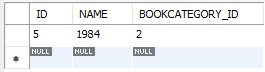 ID NAME BOOKCATEGORY_ID
5 1984 2
NULL NULL NULL